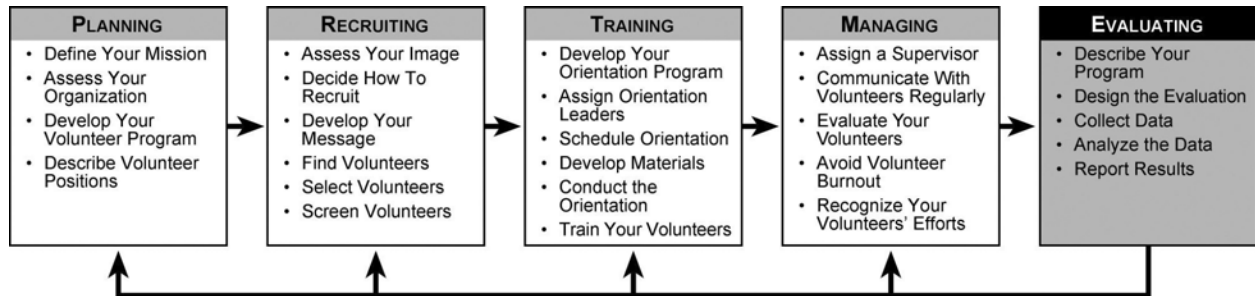 PLANNING
• Define Your Mission
• Assess Your
Organization
• Develop Your
Volunteer Program
• Describe Volunteer
Positions
RECRUITING
• Assess Your Image
• Decide How To
Recruit
• Develop Your
Message
• Find Volunteers
• Select Volunteers
• Screen Volunteers
TRAINING
• Develop Your
Orientation Program
• Assign Orientation
Leaders
• Schedule Orientation
• Develop Materials
• Conduct the
Orientation
• Train Your Volunteers
MANAGING
• Assign a Supervisor
• Communicate With
Volunteers Regularly
• Evaluate Your
Volunteers
• Avoid Volunteer
Burnout
• Recognize Your
Volunteers’ Efforts
EVALUATING
• Describe Your
Program
• Design the Evaluation
• Collect Data
• Analyze the Data
• Report Results